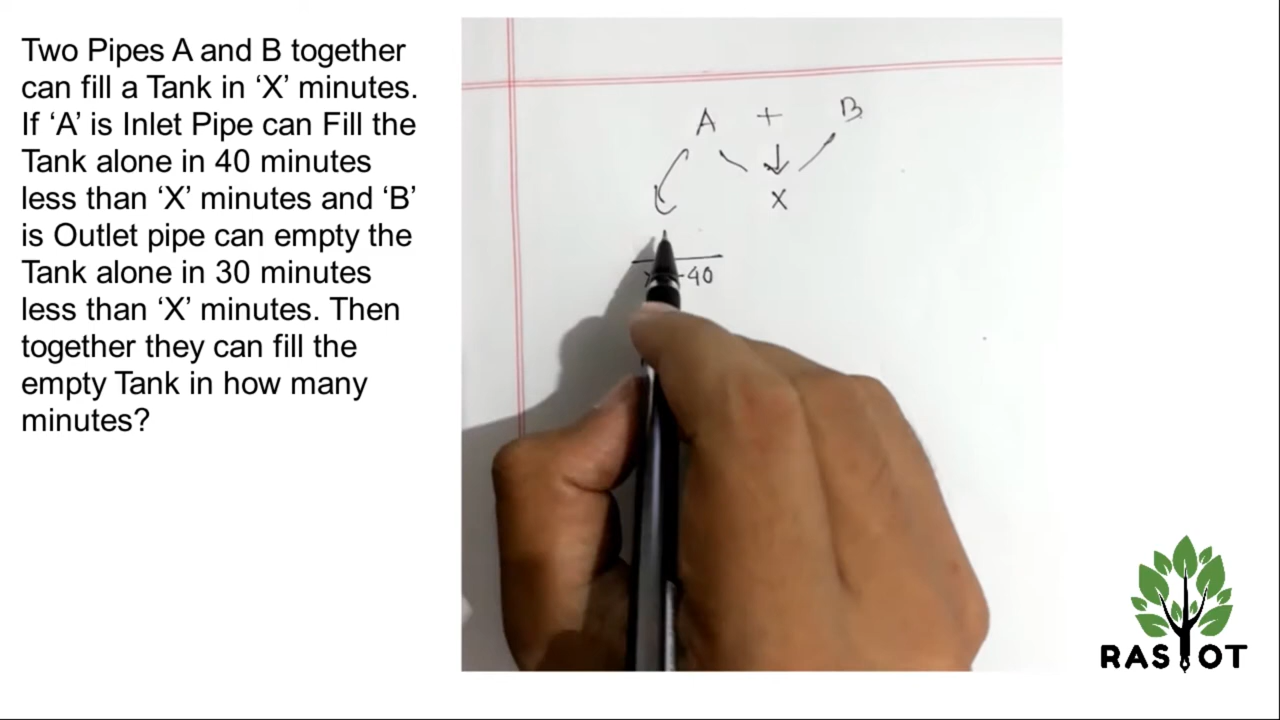 Two Pipes A and B together
can fill a Tank in ‘X’ minutes.
If ‘A’ is Inlet Pipe can Fill the
Tank alone in 40 minutes
less than ‘X’ minutes and ‘B’
is Outlet pipe can empty the
Tank alone in 30 minutes
less than ‘X’ minutes. Then
together they can fill the
empty Tank in how many
minutes?
A + B
X
-40
RASIOT